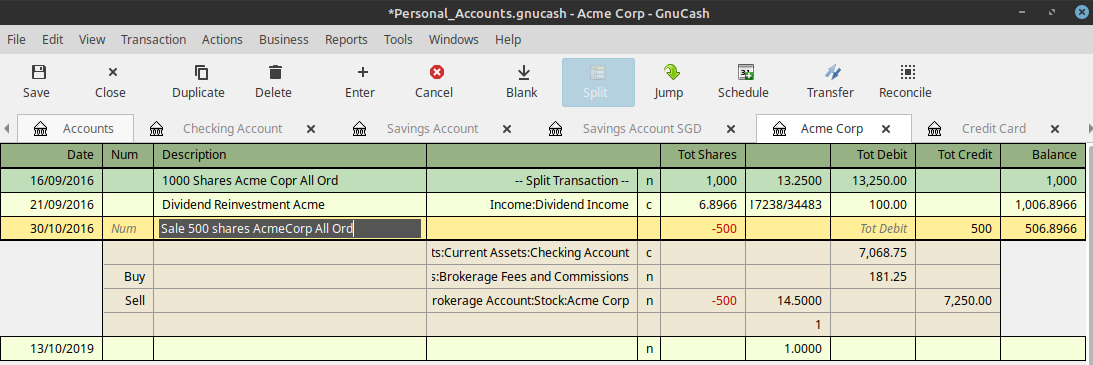 *Personal_Accounts.gnucash - Acme Corp - GnuCash
File Edit View Transaction Actions Business Reports Tools Windows Help
Save Close Duplicate Delete Enter Cancel Blank Split Jump Schedule Transfer Reconcile
Accounts Checking Account Savings Account Savings Account SGD Acme Corp Credit Card
Date Num Description Tot Shares Tot Debit Tot Credit Balance
16/09/2016 1000 Shares Acme Copr All Ord -- Split Transaction -- n 1,000 13.2500 13,250.00 1,000
21/09/2016 Dividend Reinvestment Acme Income:Dividend Income c 6.8966 17238/34483 100.00 1,006.8966
30/10/2016 Num Sale 500 shares AcmeCorp All Ord -500 Tot Debit 500 506.8966
ts:Current Assets:Checking Account c 7,068.75
Buy s:Brokerage Fees and Commissions n 181.25
Sell rokerage Account:Stock:Acme Corp n -500 14.5000 7,250.00
1
13/10/2019 n 1.0000